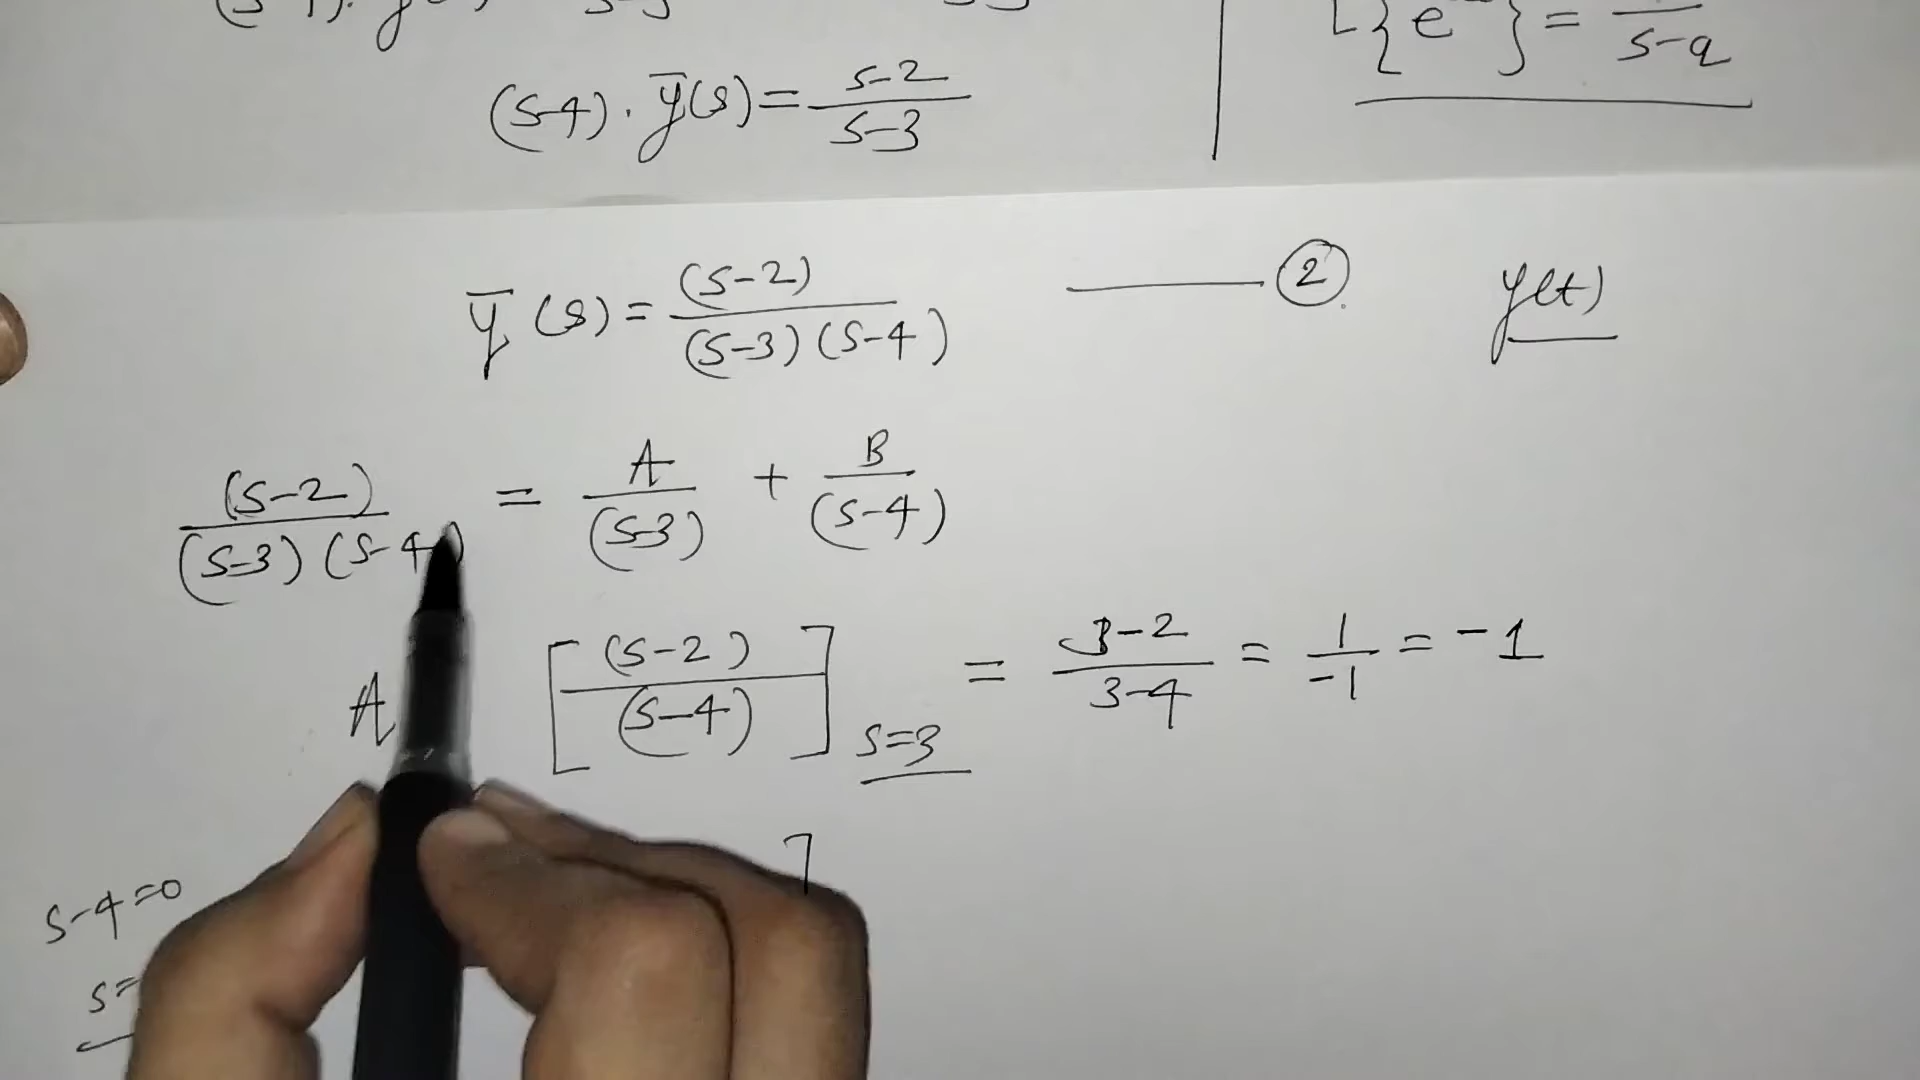 L{e } = /s-a
(s-4) . y̅(s) = s-2/s-3
y̅(s) = (s-2)/(s-3)(s-4) ——— ② y(t)
(s-2)/(s-3)(s-4) = A/(s-3) + B/(s-4)
A [(s-2)/(s-4)] s=3 = 3-2/3-4 = 1/-1 = -1
s-4=0
s=